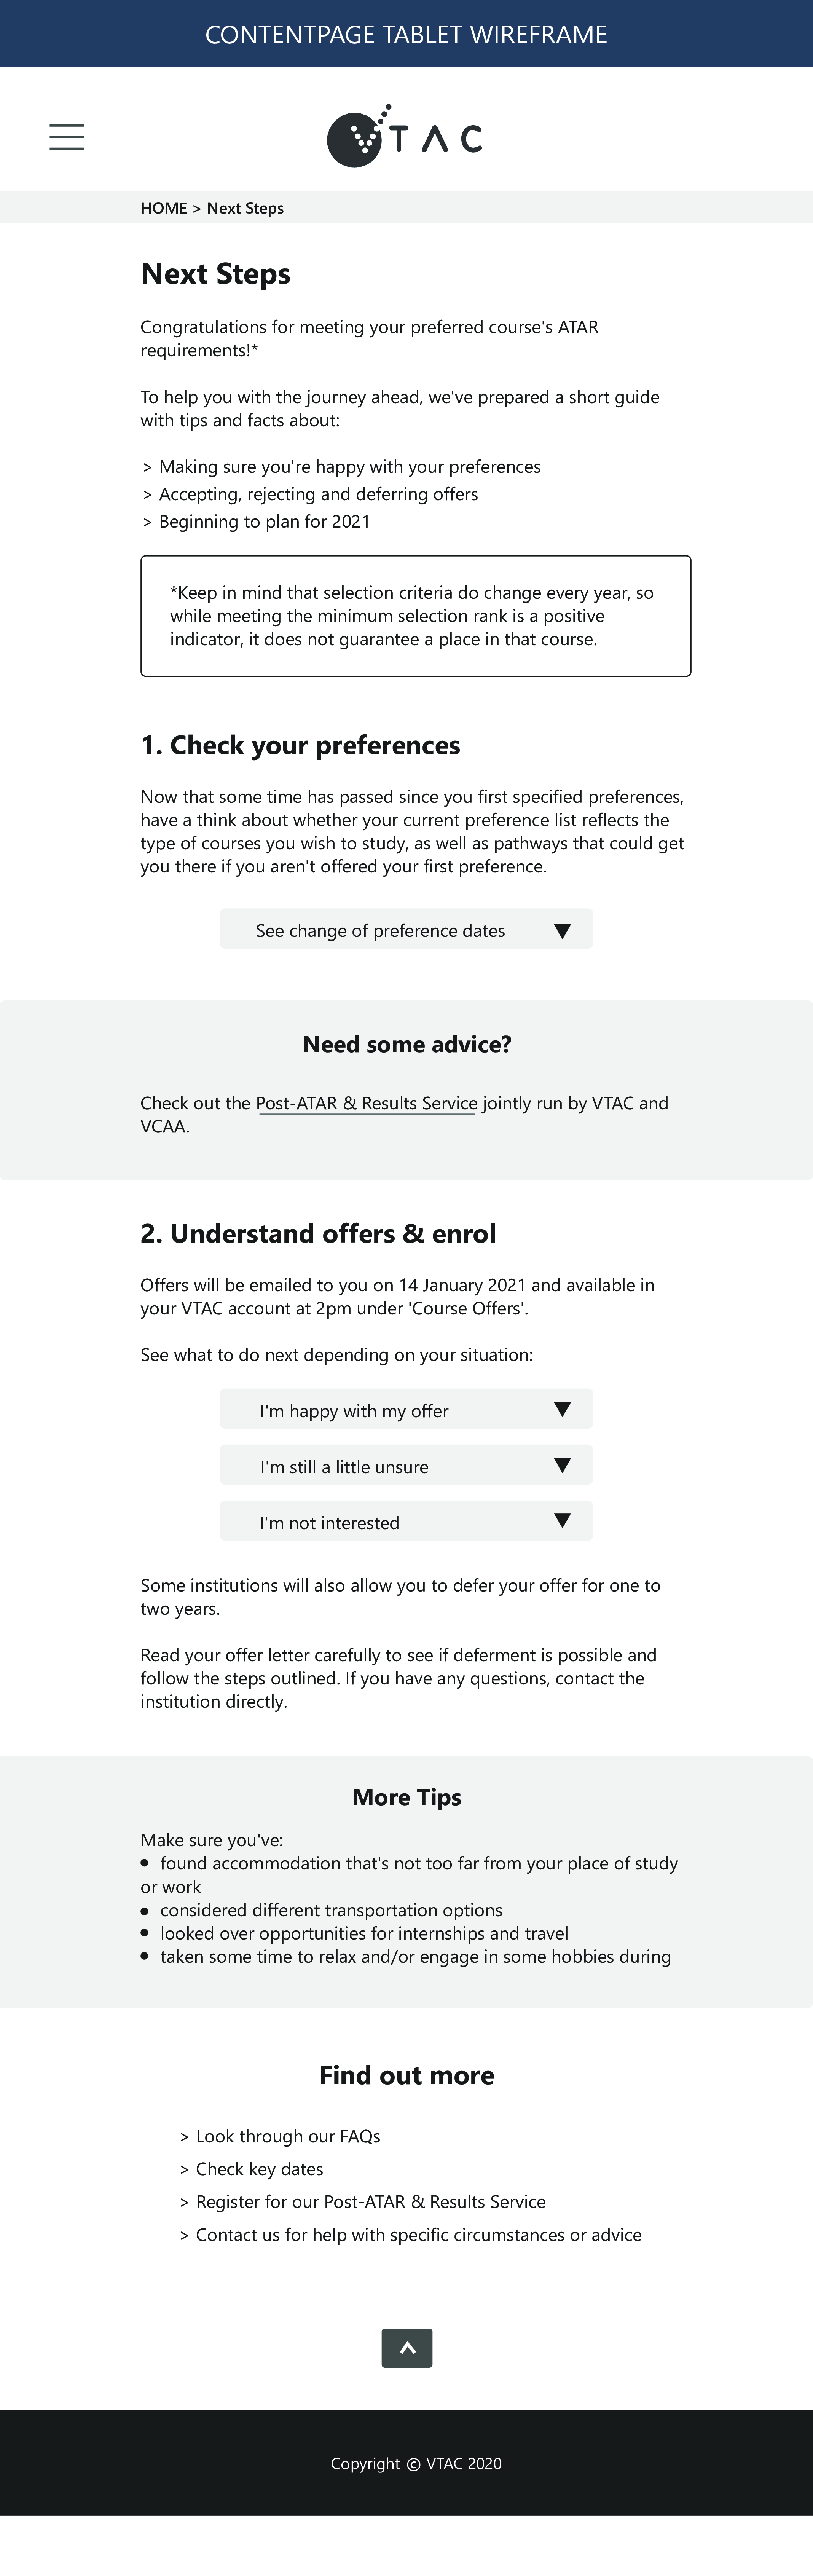 CONTENTPAGE TABLET WIREFRAME
VTAC
HOME > Next Steps
Next Steps
Congratulations for meeting your preferred course's ATAR
requirements!*
To help you with the journey ahead, we've prepared a short guide
with tips and facts about:
> Making sure you're happy with your preferences
> Accepting, rejecting and deferring offers
> Beginning to plan for 2021
*Keep in mind that selection criteria do change every year, so
while meeting the minimum selection rank is a positive
indicator, it does not guarantee a place in that course.
1. Check your preferences
Now that some time has passed since you first specified preferences,
have a think about whether your current preference list reflects the
type of courses you wish to study, as well as pathways that could get
you there if you aren't offered your first preference.
See change of preference dates
Need some advice?
Check out the Post-ATAR & Results Service jointly run by VTAC and
VCAA.
2. Understand offers & enrol
Offers will be emailed to you on 14 January 2021 and available in
your VTAC account at 2pm under 'Course Offers'.
See what to do next depending on your situation:
I'm happy with my offer
I'm still a little unsure
I'm not interested
Some institutions will also allow you to defer your offer for one to
two years.
Read your offer letter carefully to see if deferment is possible and
follow the steps outlined. If you have any questions, contact the
institution directly.
More Tips
Make sure you've:
● found accommodation that's not too far from your place of study
or work
● considered different transportation options
● looked over opportunities for internships and travel
● taken some time to relax and/or engage in some hobbies during
Find out more
> Look through our FAQs
> Check key dates
> Register for our Post-ATAR & Results Service
> Contact us for help with specific circumstances or advice
Copyright © VTAC 2020